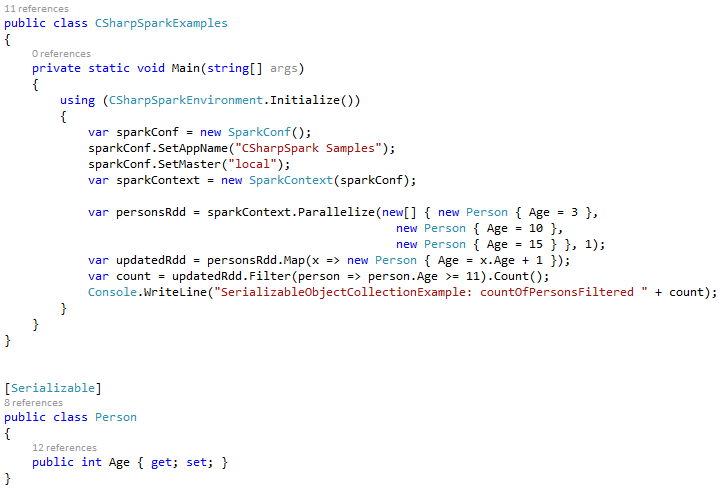 11 references
public class CSharpSparkExamples
{
0 references
private static void Main(string[] args)
{
using (CSharpSparkEnvironment.Initialize())
{
var sparkConf = new SparkConf();
sparkConf.SetAppName("CSharpSpark Samples");
sparkConf.SetMaster("local");
var sparkContext = new SparkContext(sparkConf);
var personsRdd = sparkContext.Parallelize(new[] { new Person { Age = 3 },
new Person { Age = 10 },
new Person { Age = 15 } }, 1);
var updatedRdd = personsRdd.Map(x => new Person { Age = x.Age + 1 });
var count = updatedRdd.Filter(person => person.Age >= 11).Count();
Console.WriteLine("SerializableObjectCollectionExample: countOfPersonsFiltered " + count);
}
}
}
[Serializable]
8 references
public class Person
{
12 references
public int Age { get; set; }
}